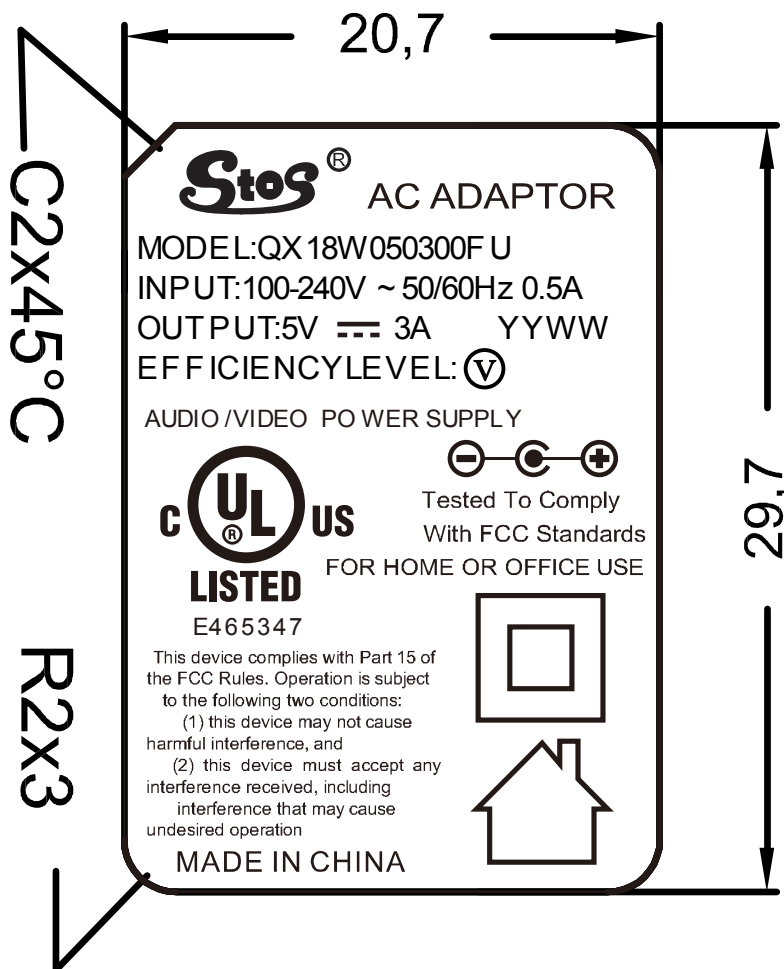 20,7
Stos ®
AC ADAPTOR
MODEL:QX18W050300FU
INPUT:100-240V ~ 50/60Hz 0.5A
OUTPUT:5V ⎓ 3A YYWW
EFFICIENCYLEVEL: V
AUDIO/VIDEO POWER SUPPLY
C UL ® US
LISTED
E465347
Tested To Comply
With FCC Standards
FOR HOME OR OFFICE USE
This device complies with Part 15 of
the FCC Rules. Operation is subject
to the following two conditions:
(1) this device may not cause
harmful interference, and
(2) this device must accept any
interference received, including
interference that may cause
undesired operation
MADE IN CHINA
C2x45°C
R2x3
29,7